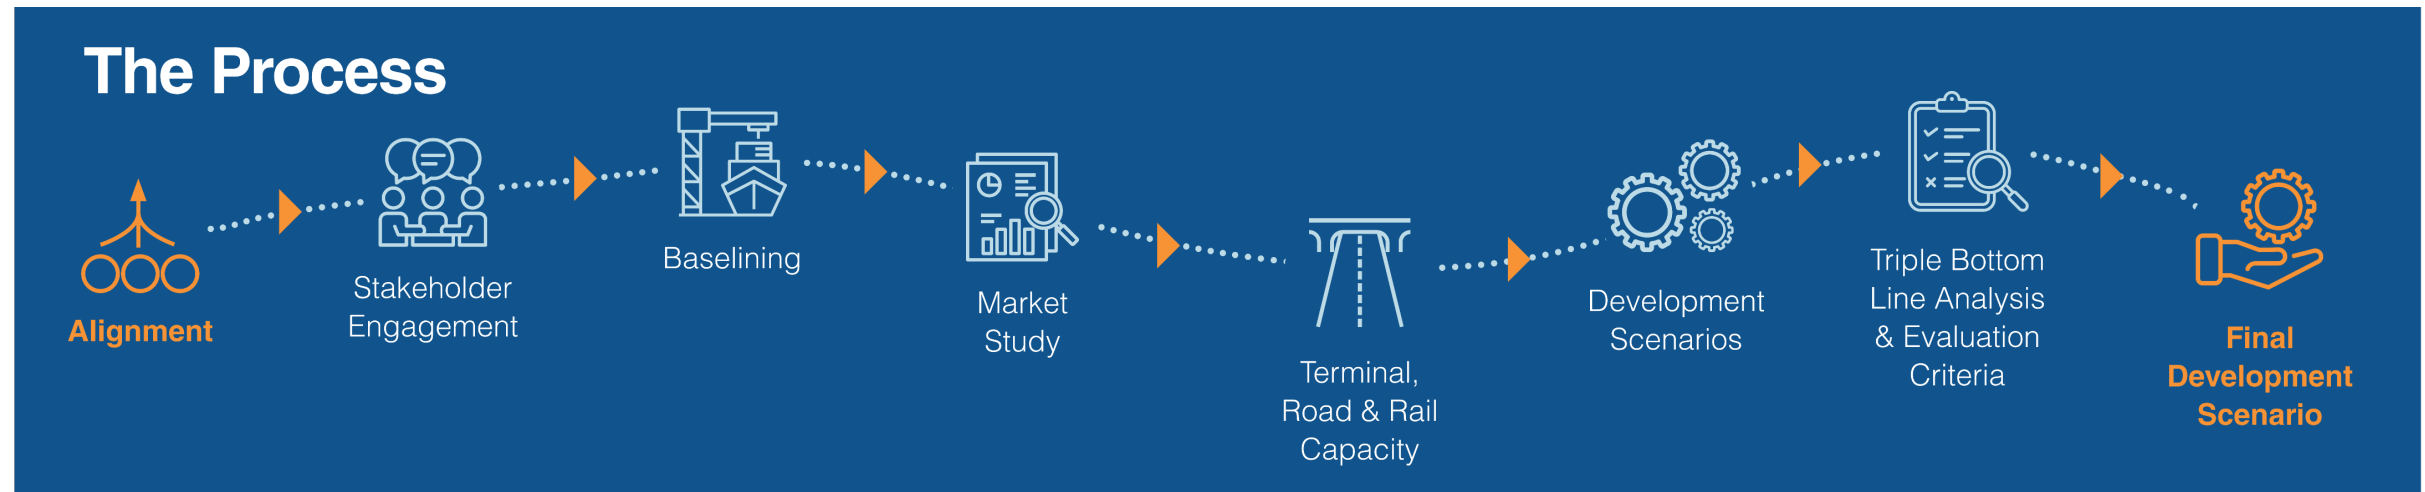 The Process
Alignment
Stakeholder
Engagement
Baselining
Market
Study
Terminal,
Road & Rail
Capacity
Development
Scenarios
Triple Bottom
Line Analysis
& Evaluation
Criteria
Final
Development
Scenario